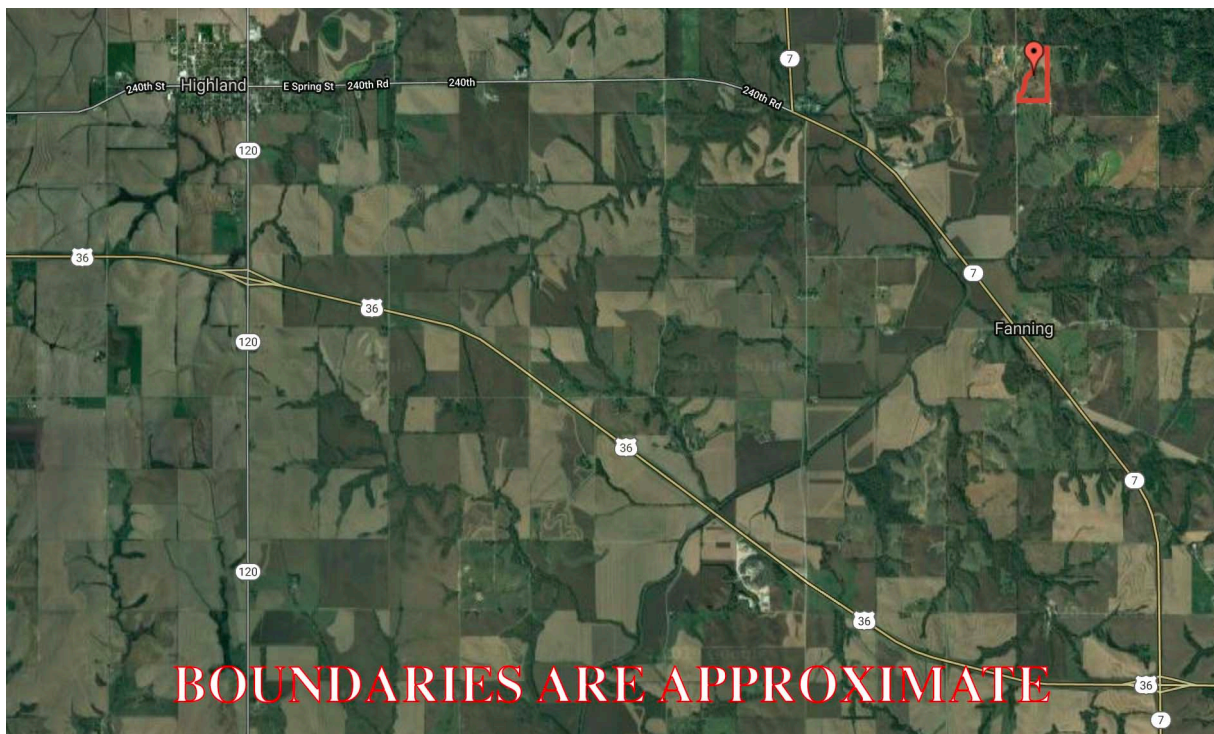 7
240th Rd
240th St
Highland
E Spring St
240th Rd
240th
120
36
7
36
Fanning
120
36
7
120
36
BOUNDARIES ARE APPROXIMATE
36
7